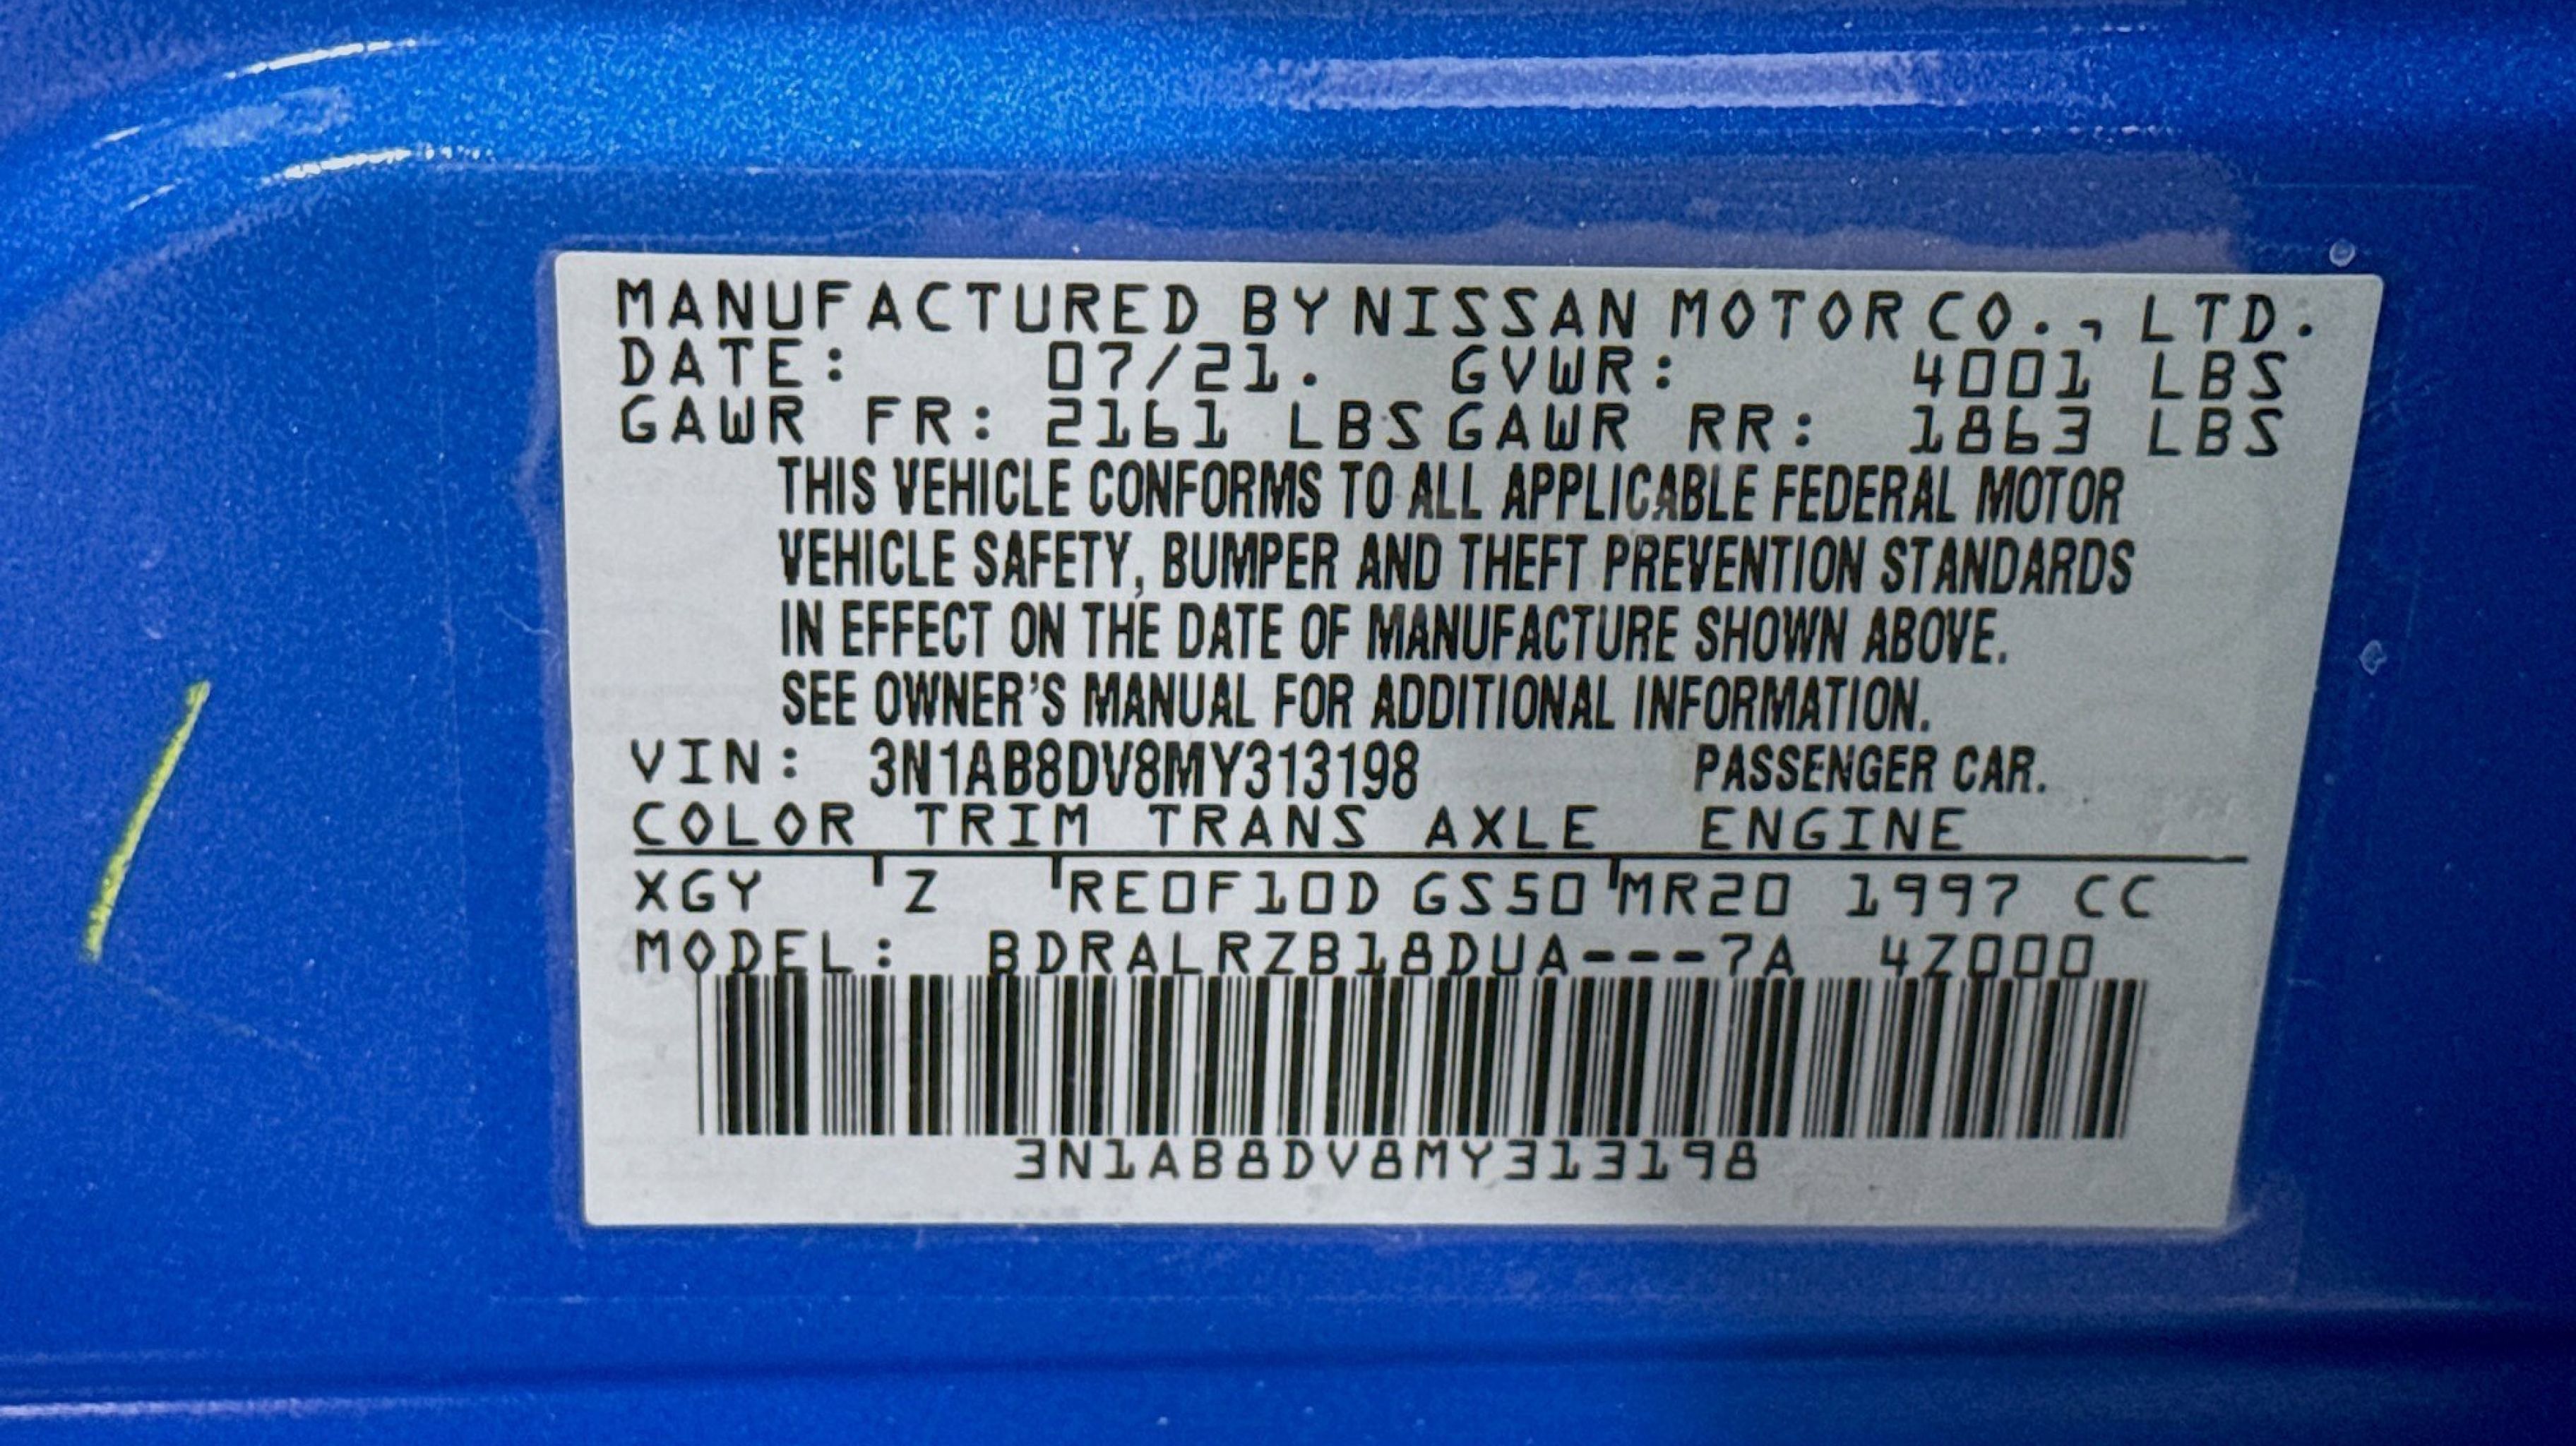 MANUFACTURED BY NISSAN MOTOR CO., LTD.
DATE: 07/21. GVWR: 4001 LBS
GAWR FR: 2161 LBS GAWR RR: 1863 LBS
THIS VEHICLE CONFORMS TO ALL APPLICABLE FEDERAL MOTOR
VEHICLE SAFETY, BUMPER AND THEFT PREVENTION STANDARDS
IN EFFECT ON THE DATE OF MANUFACTURE SHOWN ABOVE.
SEE OWNER'S MANUAL FOR ADDITIONAL INFORMATION.
VIN: 3N1AB8DV8MY313198 PASSENGER CAR.
COLOR TRIM TRANS AXLE ENGINE
XGY Z RE0F10D GS50 MR20 1997 CC
MODEL: BDRALRZB18DUA---7A 4Z000
3N1AB8DV8MY313198